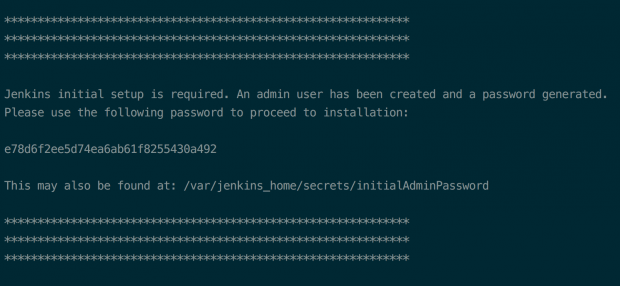 *************************************************************
*************************************************************
*************************************************************
Jenkins initial setup is required. An admin user has been created and a password generated.
Please use the following password to proceed to installation:
e78d6f2ee5d74ea6ab61f8255430a492
This may also be found at: /var/jenkins_home/secrets/initialAdminPassword
*************************************************************
*************************************************************
*************************************************************